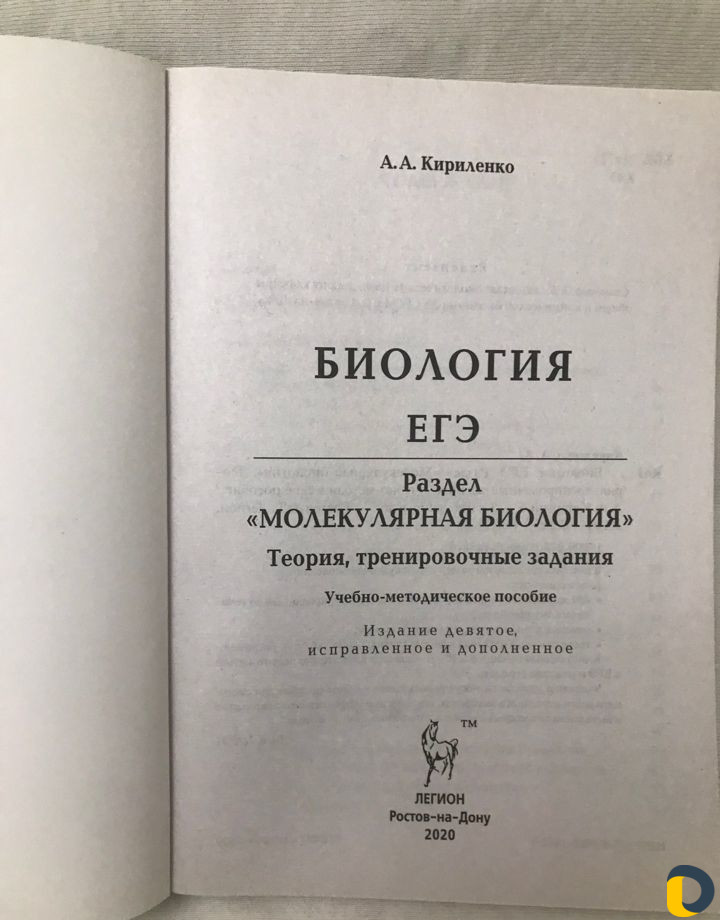 А. А. Кириленко
БИОЛОГИЯ
ЕГЭ
Раздел
«МОЛЕКУЛЯРНАЯ БИОЛОГИЯ»
Теория, тренировочные задания
Учебно-методическое пособие
Издание девятое,
исправленное и дополненное
TM
ЛЕГИОН
Ростов-на-Дону
2020